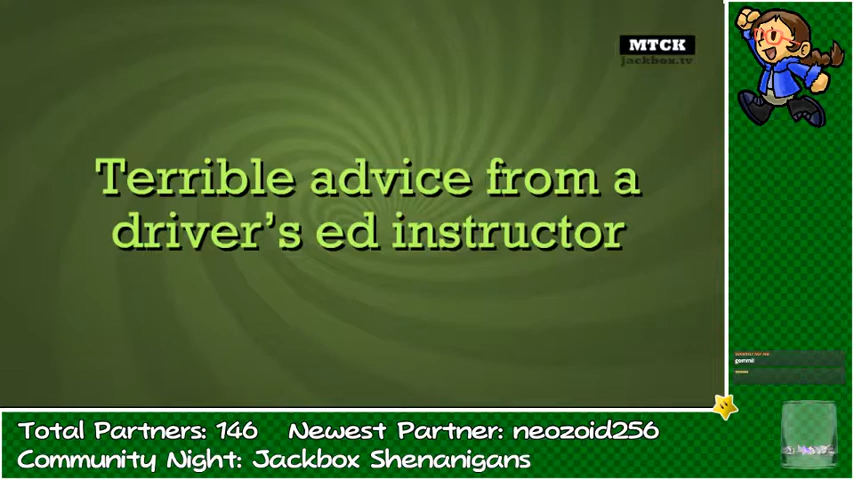 MTCK
jackbox.tv
Terrible advice from a
driver's ed instructor
gommit
Total Partners: 146 Newest Partner: neozoid256
Community Night: Jackbox Shenanigans